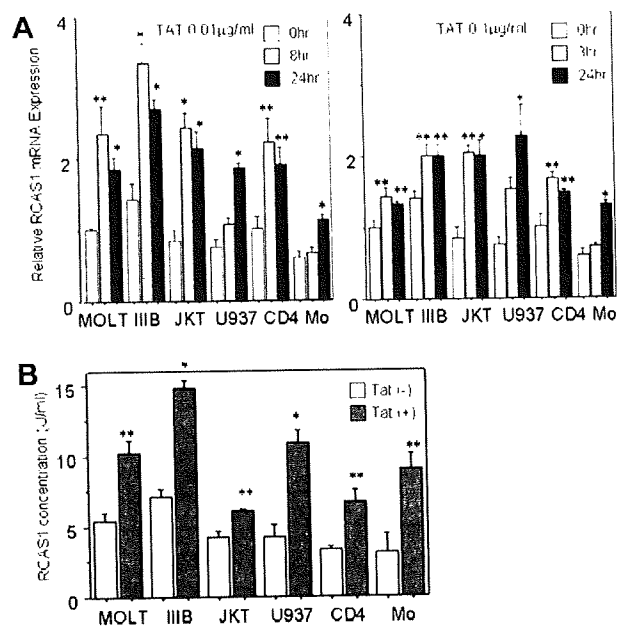 A
TAT 0.01µg/ml
0hr
8hr
24hr
Relative RCAS1 mRNA Expression
4
2
0
MOLT IIIB JKT U937 CD4 Mo
TAT 0.1µg/ml
0hr
24hr
4
2
0
MOLT IIIB JKT U937 CD4 Mo
B
Tat (-)
Tat (+)
RCAS1 concentration (U/ml)
15
10
5
0
MOLT IIIB JKT U937 CD4 Mo